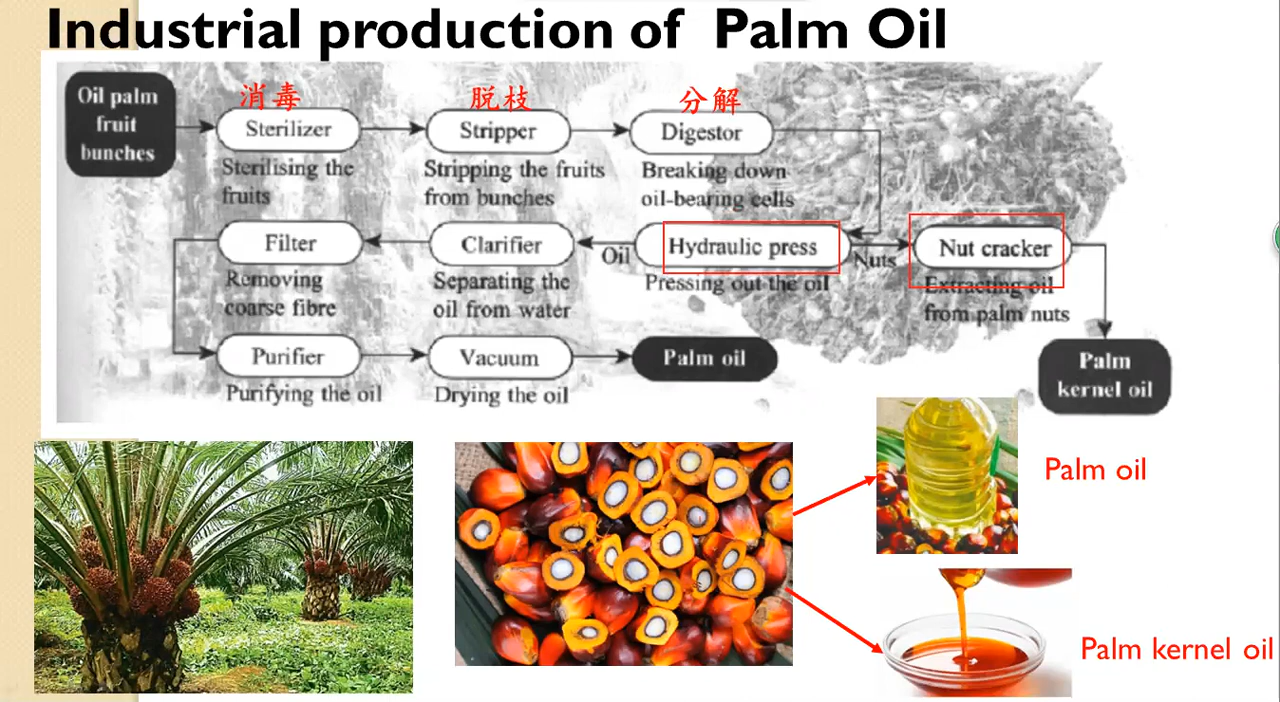 Industrial production of Palm Oil
Oil palm
fruit
bunches
消毒
Sterilizer
Sterilising the
fruits
脱枝
Stripper
Stripping the fruits
from bunches
分解
Digestor
Breaking down
oil-bearing cells
Filter
Removing
coarse fibre
Clarifier
Separating the
oil from water
Oil
Hydraulic press
Pressing out the oil
Nuts
Nut cracker
Extracting oil
from palm nuts
Purifier
Purifying the oil
Vacuum
Drying the oil
Palm oil
Palm
kernel oil
Palm oil
Palm kernel oil